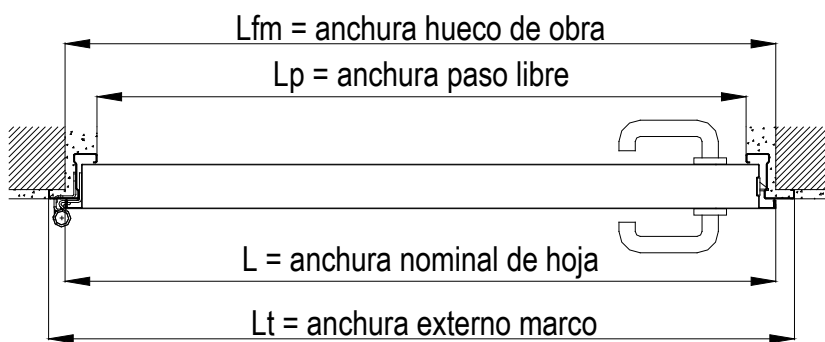 Lfm = anchura hueco de obra
Lp = anchura paso libre
L = anchura nominal de hoja
Lt = anchura externo marco